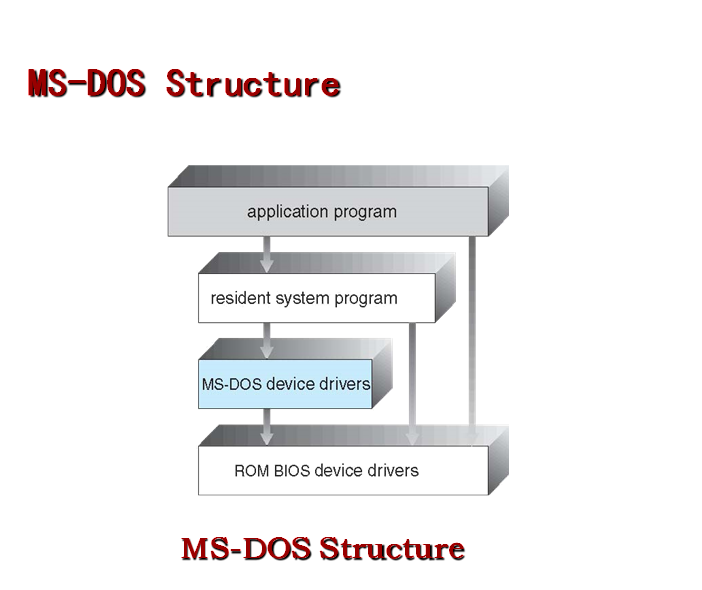 MS-DOS Structure
application program
resident system program
MS-DOS device drivers
ROM BIOS device drivers
MS-DOS Structure